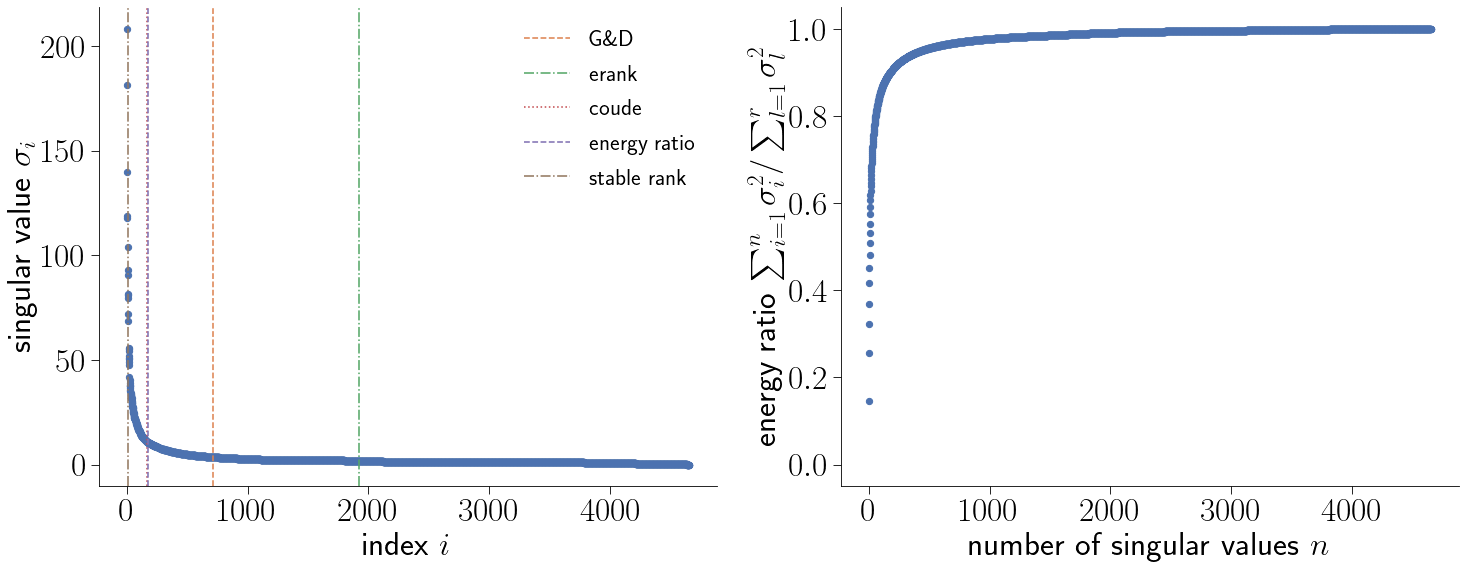 singular value σ_i
200
150
100
50
0
0 1000 2000 3000 4000
index i
G&D
erank
coude
energy ratio
stable rank
energy ratio ∑_{i=1}^{n} σ_i^2 / ∑_{l=1}^{r} σ_l^2
1.0
0.8
0.6
0.4
0.2
0.0
0 1000 2000 3000 4000
number of singular values n